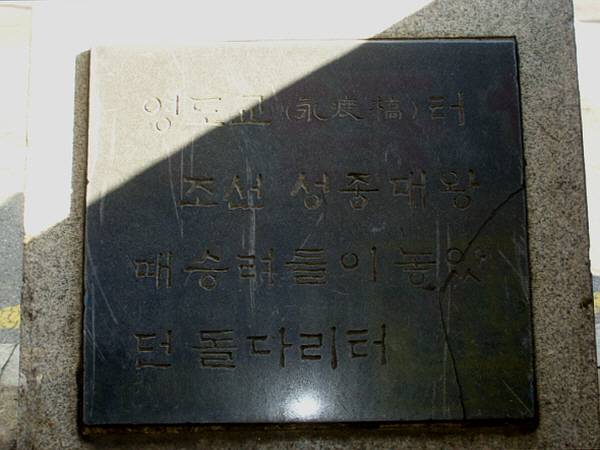 영도교(永度橋)터
조선 성종대왕
때승려들이놓았
던 돌다리터